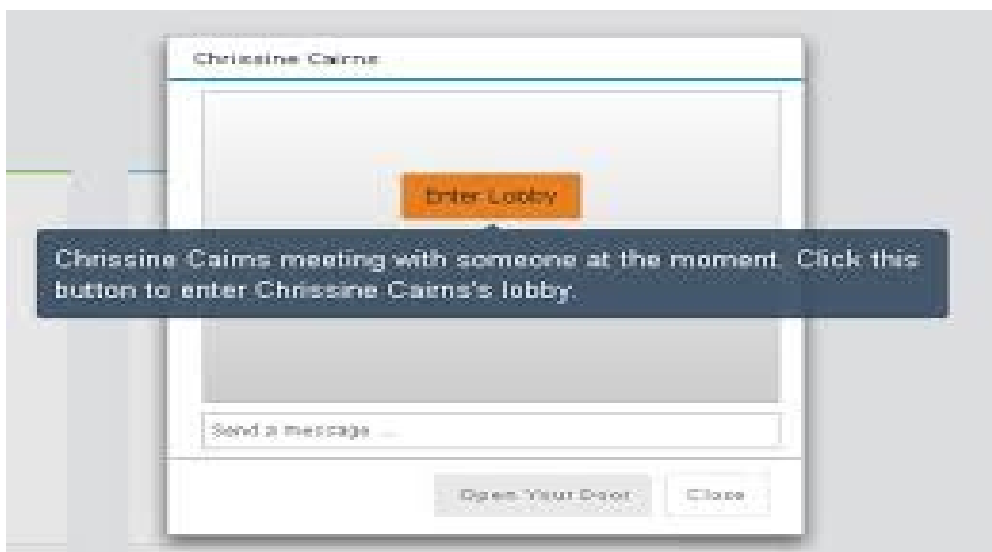 Chrissine Cairns
Enter Lobby
Chrissine Cairns meeting with someone at the moment. Click this
button to enter Chrissine Cairns's lobby.
Send a message ...
Open Your Door
Close